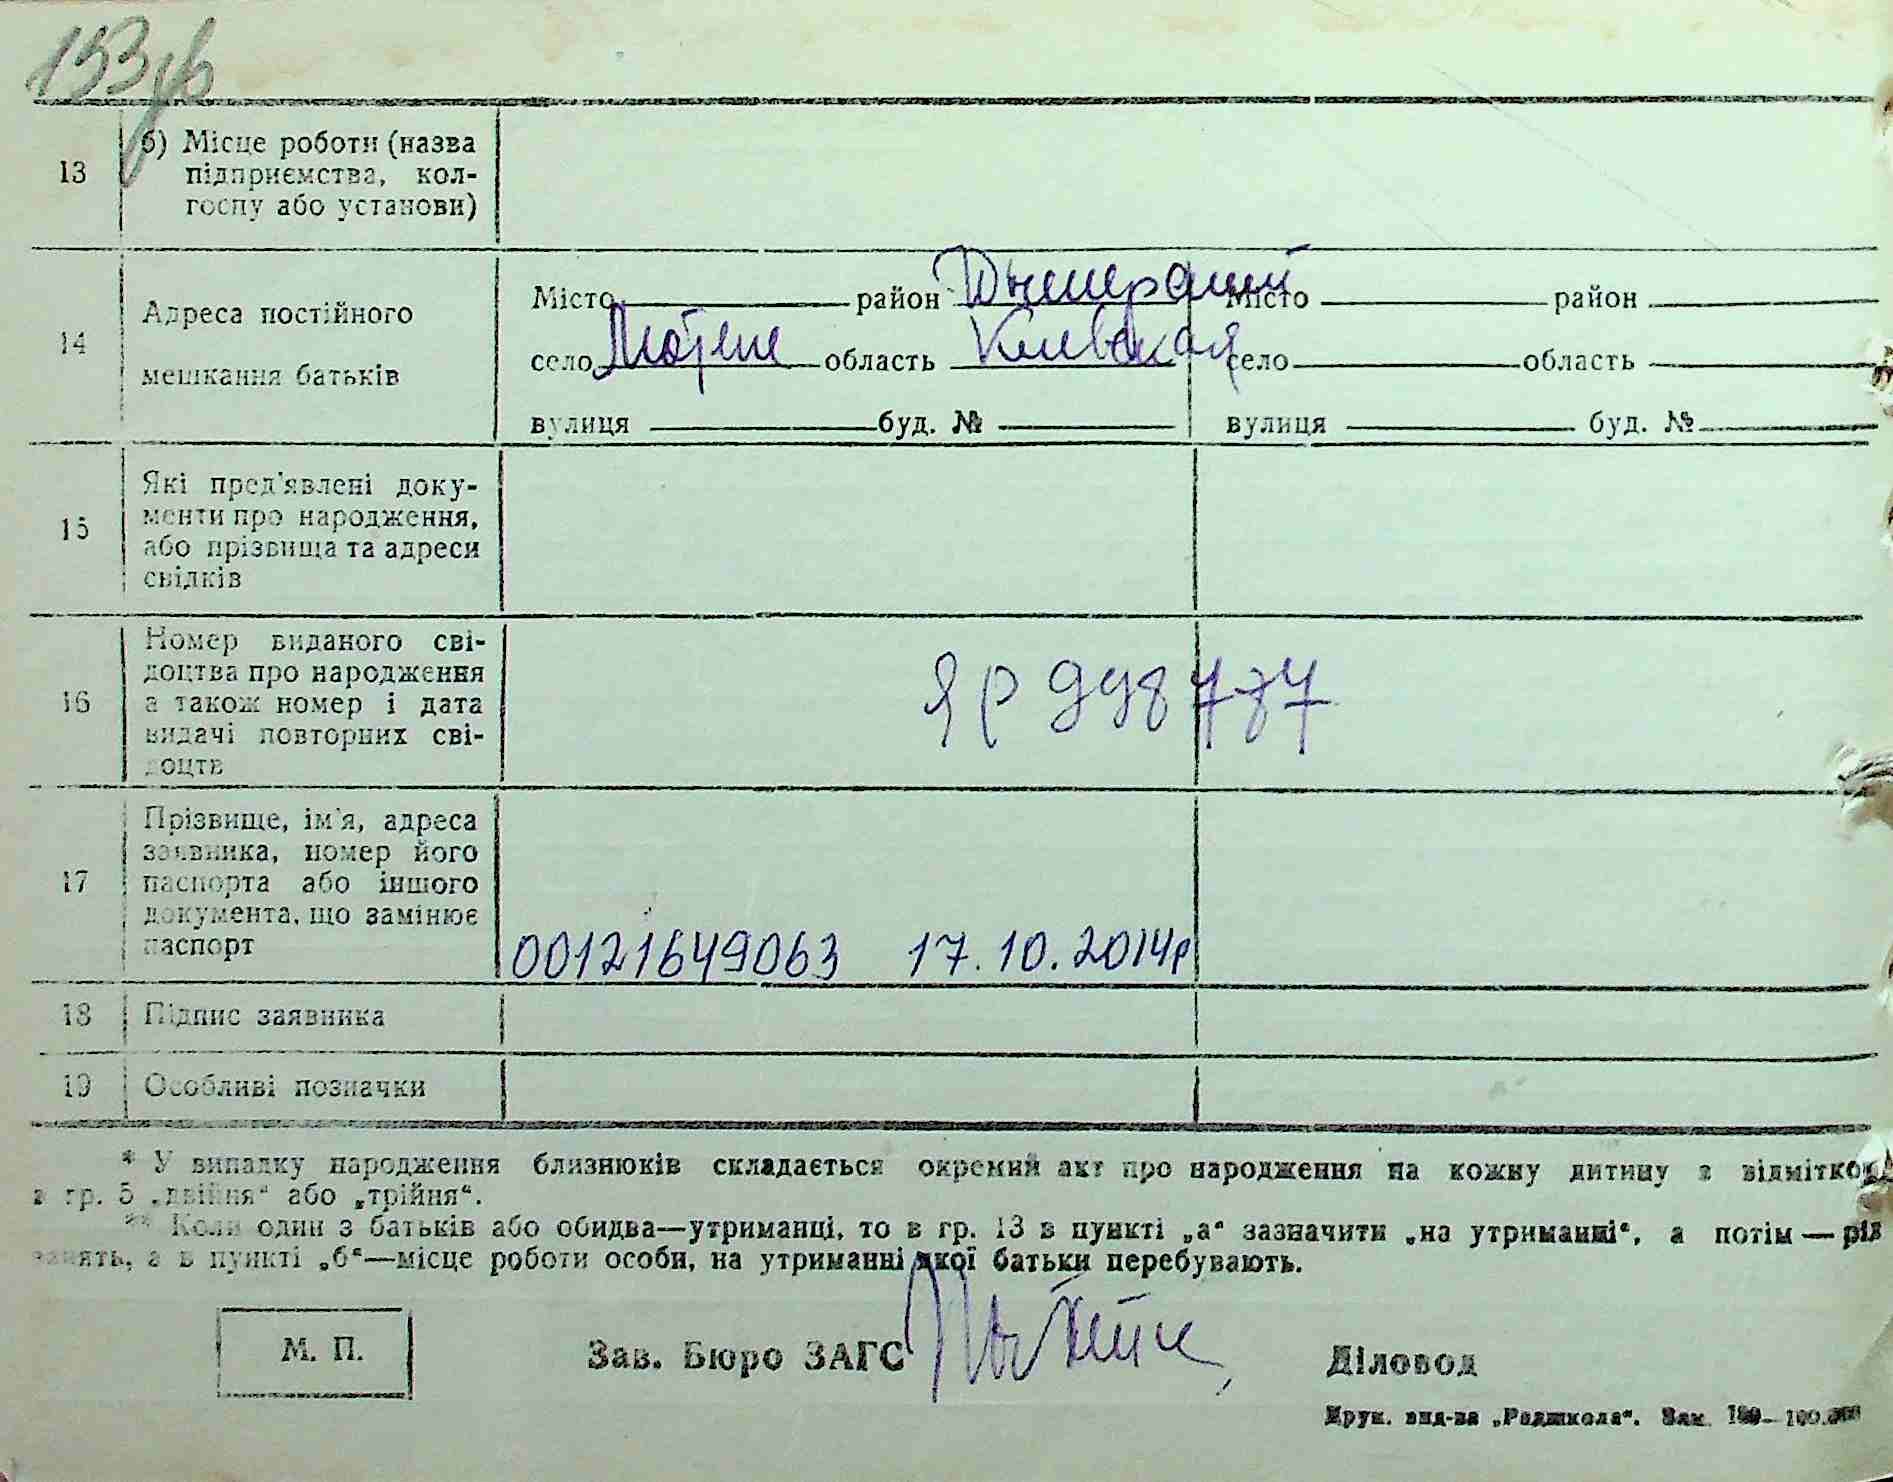 153зв
13
б) Місце роботи (назва
підприємства, кол-
госпу або установи)
14
Адреса постійного
мешкання батьків
Місто район Дымерский
село область Киевская
вулиця буд. №
Місто район
село область
вулиця буд. №
15
Які пред'явлені доку-
менти про народження,
або прізвища та адреси
свідків
16
Номер виданого сві-
доцтва про народження
а також номер і дата
видачі повторних сві-
доцтв
ЯР 998787
17
Прізвище, ім'я, адреса
заявника, номер його
паспорта або іншого
документа, що замінює
паспорт
00121649063 17.10.2014р
18
Підпис заявника
19
Особливі позначки
* У випадку народження близнюків складається окремий акт про народження на кожну дитину з відміткою
в гр. 5 „двійня“ або „трійня“.
** Коли один з батьків або обидва—утриманці, то в гр. 13 в пункті „а“ зазначити „на утриманні“, а потім — рід
занять, а в пункті „б“—місце роботи особи, на утриманні якої батьки перебувають.
М. П.
Зав. Бюро ЗАГС
Діловод
Друк. вид-ва „Радшкола“. Зам.